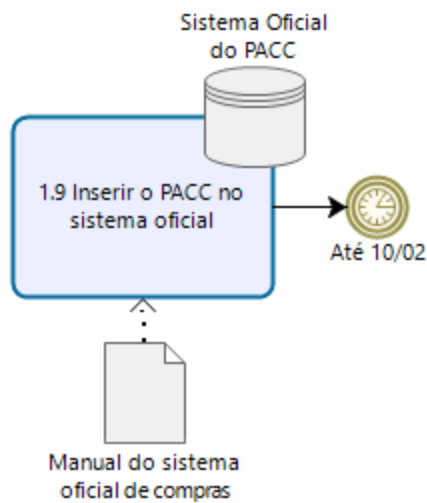 Sistema Oficial
do PACC
1.9 Inserir o PACC no
sistema oficial
Até 10/02
Manual do sistema
oficial de compras